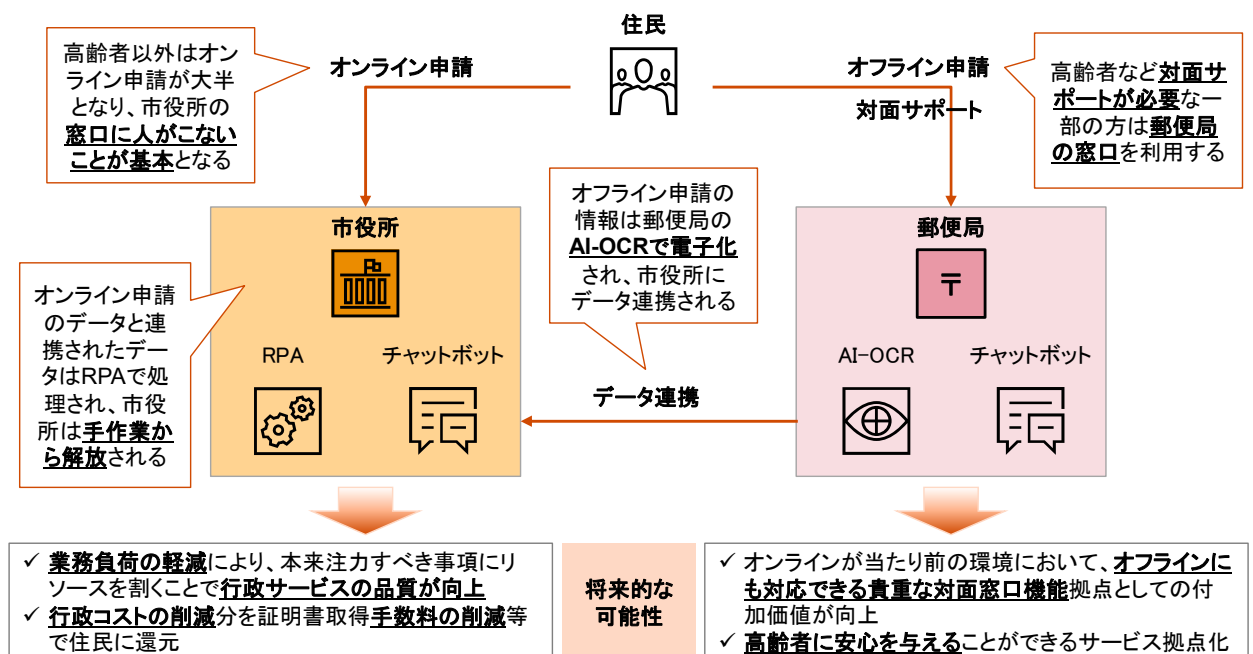 住民
高齢者以外はオン
ライン申請が大半
となり、市役所の
窓口に人がこない
ことが基本となる
オンライン申請
オフライン申請
対面サポート
高齢者など対面サ
ポートが必要な一
部の方は郵便局
の窓口を利用する
オフライン申請の
情報は郵便局の
AI-OCRで電子化
され、市役所に
データ連携される
市役所
郵便局
〒
オンライン申請
のデータと連
携されたデー
タはRPAで処
理され、市役
所は手作業か
ら解放される
RPA
チャットボット
データ連携
AI-OCR
チャットボット
✓ 業務負荷の軽減により、本来注力すべき事項にリ
ソースを割くことで行政サービスの品質が向上
✓ 行政コストの削減分を証明書取得手数料の削減等
で住民に還元
将来的な
可能性
✓ オンラインが当たり前の環境において、オフラインに
も対応できる貴重な対面窓口機能拠点としての付
加価値が向上
✓ 高齢者に安心を与えることができるサービス拠点化